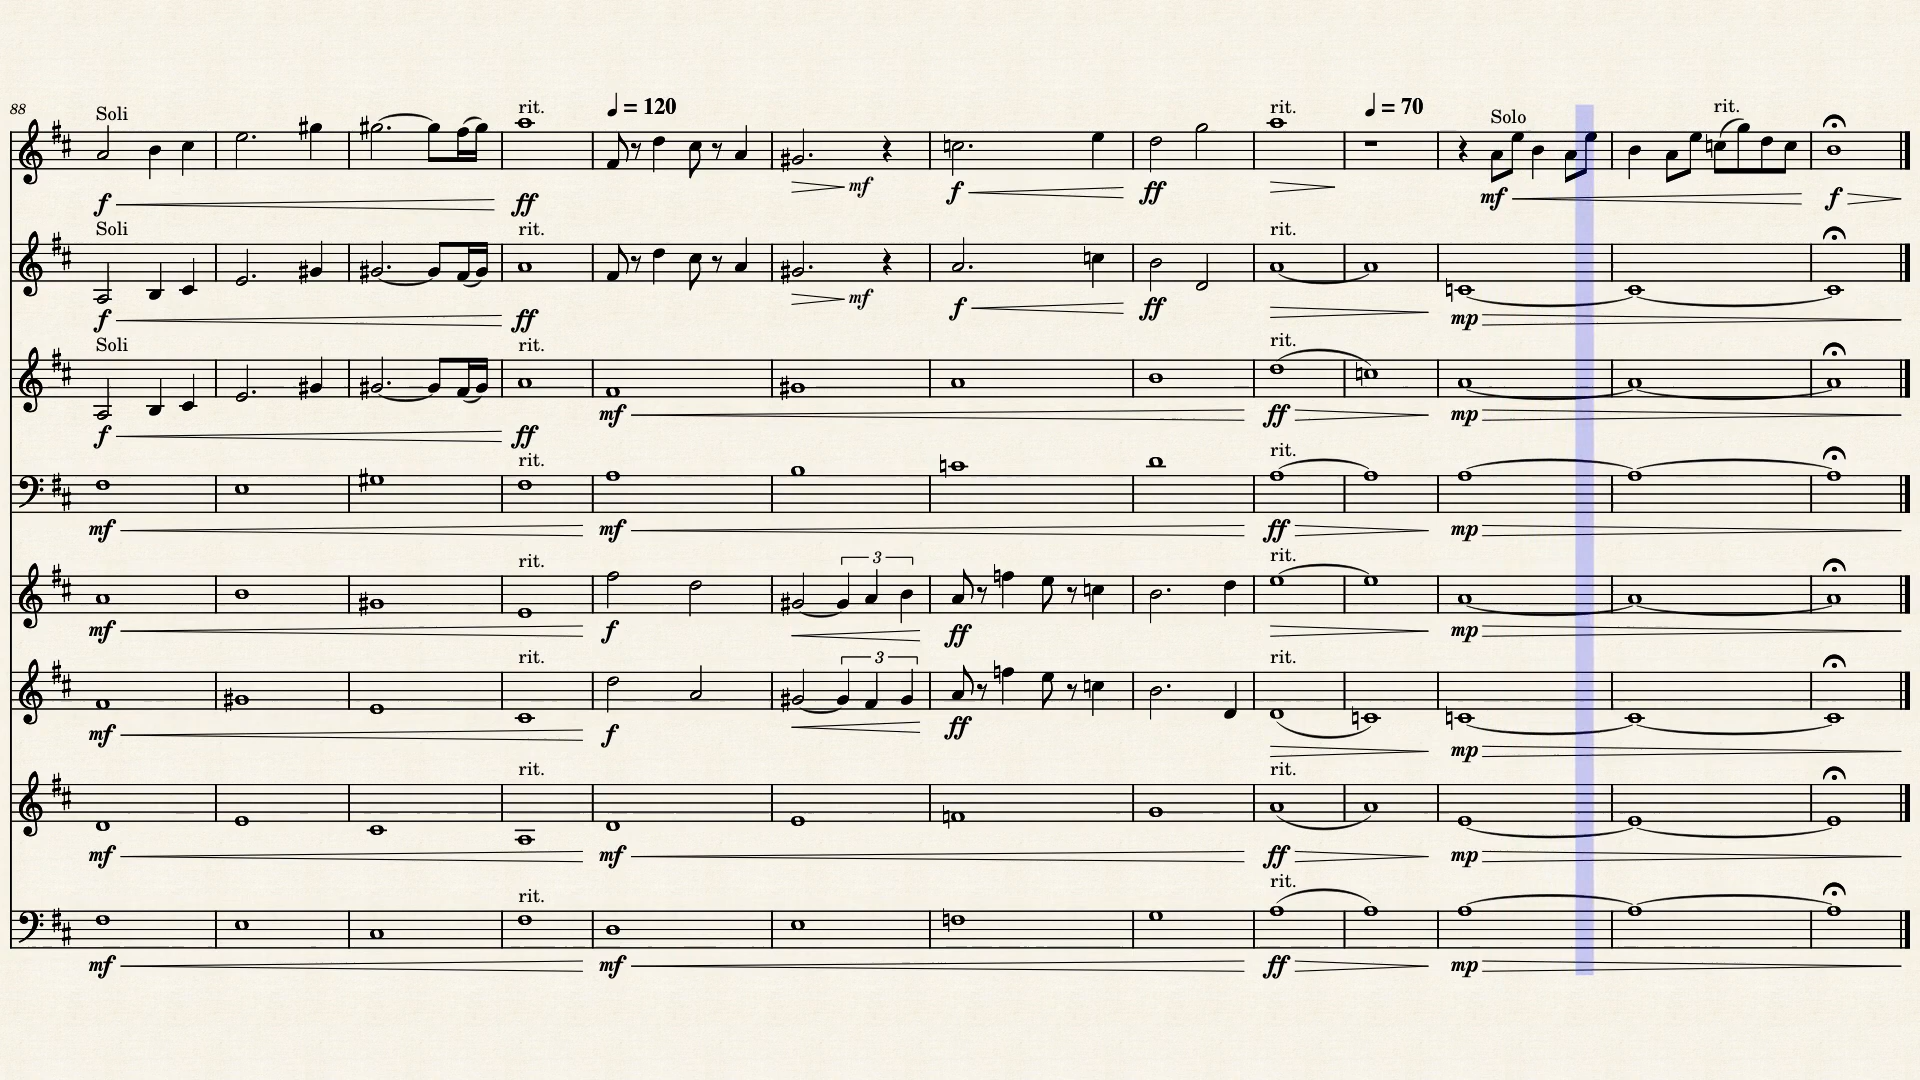 88 Soli rit. ♩ = 120 rit. ♩ = 70 Solo rit.
mf f mf
f ff f ff f
Soli rit. rit.
mf
f ff f ff mp
Soli rit. rit.
mf ff mp
f ff
rit. rit.
mf mf ff mp
rit. 3 rit.
mf f ff mp
rit. 3 rit.
mf f ff mp
rit. rit.
mf mf ff mp
rit. rit.
mf mf ff mp